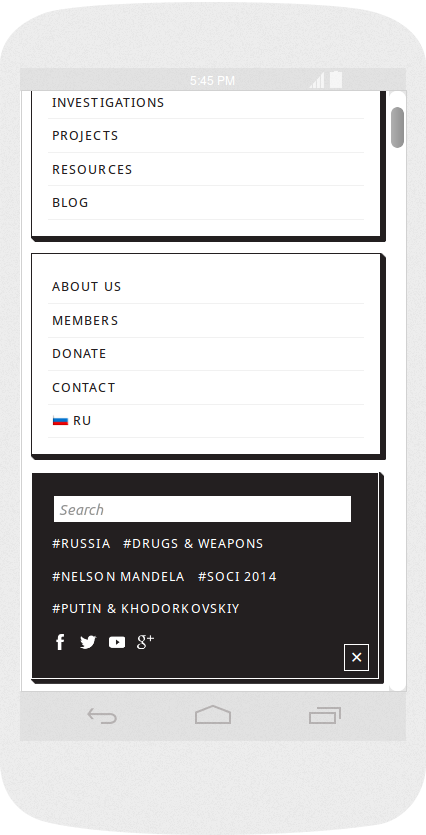 5:45 PM
INVESTIGATIONS
PROJECTS
RESOURCES
BLOG
ABOUT US
MEMBERS
DONATE
CONTACT
RU
Search
#RUSSIA #DRUGS & WEAPONS
#NELSON MANDELA #SOCI 2014
#PUTIN & KHODORKOVSKIY